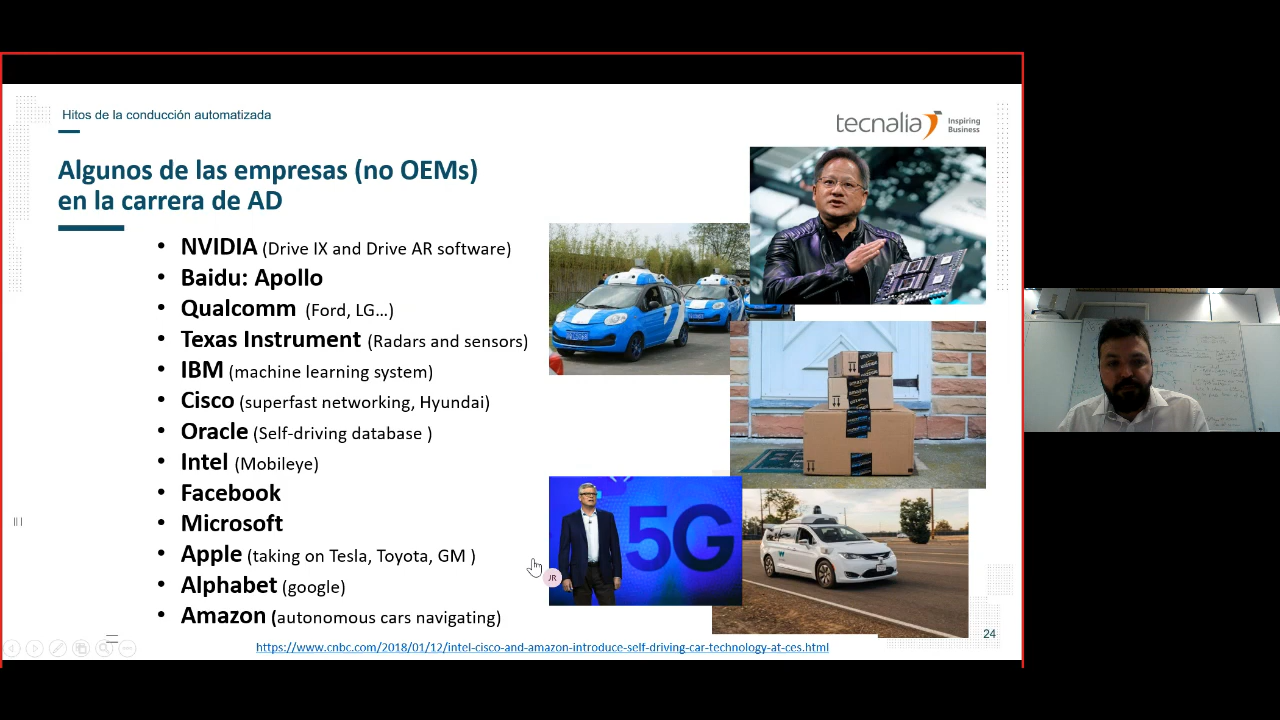 Hitos de la conducción automatizada
tecnalia Inspiring
Business
Algunos de las empresas (no OEMs)
en la carrera de AD
• NVIDIA (Drive IX and Drive AR software)
• Baidu: Apollo
• Qualcomm (Ford, LG…)
• Texas Instrument (Radars and sensors)
• IBM (machine learning system)
• Cisco (superfast networking, Hyundai)
• Oracle (Self-driving database )
• Intel (Mobileye)
• Facebook
• Microsoft
• Apple (taking on Tesla, Toyota, GM )
• Alphabet (google)
• Amazon (autonomous cars navigating)
5G
JR
24
https://www.cnbc.com/2018/01/12/intel-cisco-and-amazon-introduce-self-driving-car-technology-at-ces.html